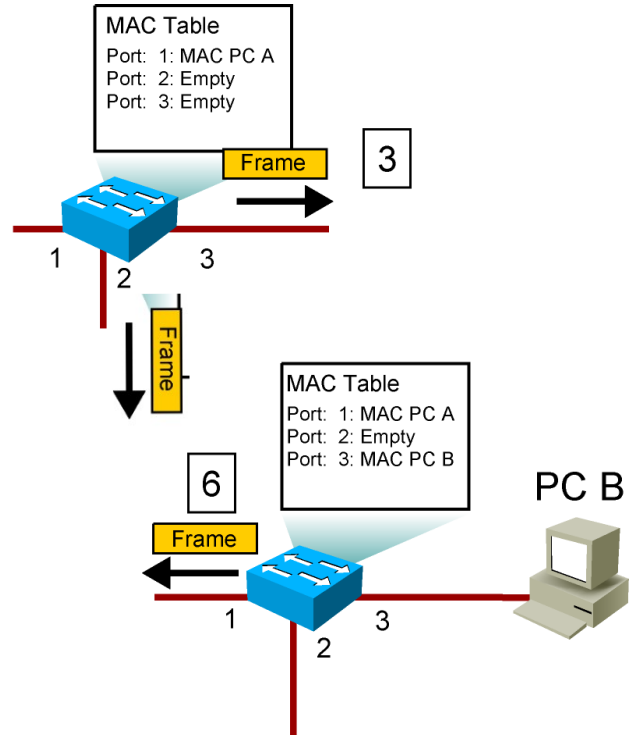 MAC Table
Port: 1: MAC PC A
Port: 2: Empty
Port: 3: Empty
Frame
3
1
2
3
Frame
MAC Table
Port: 1: MAC PC A
Port: 2: Empty
Port: 3: MAC PC B
6
Frame
PC B
1
2
3